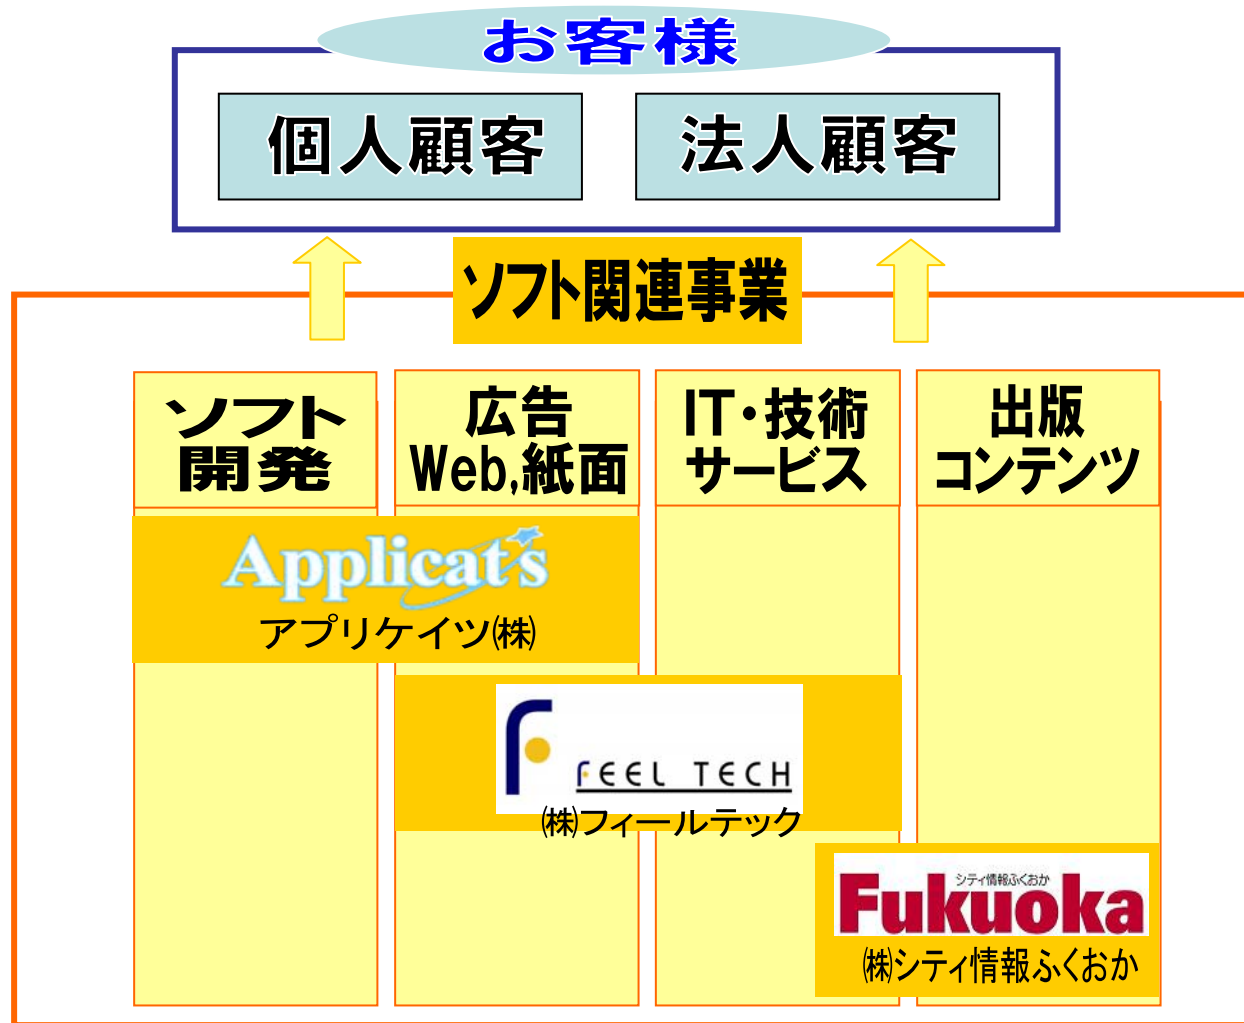 お客様
個人顧客
法人顧客
ソフト関連事業
ソフト
開発
広告
Web,紙面
IT・技術
サービス
出版
コンテンツ
Applicat's
アプリケイツ㈱
FEEL TECH
㈱フィールテック
シティ情報ふくおか
Fukuoka
㈱シティ情報ふくおか